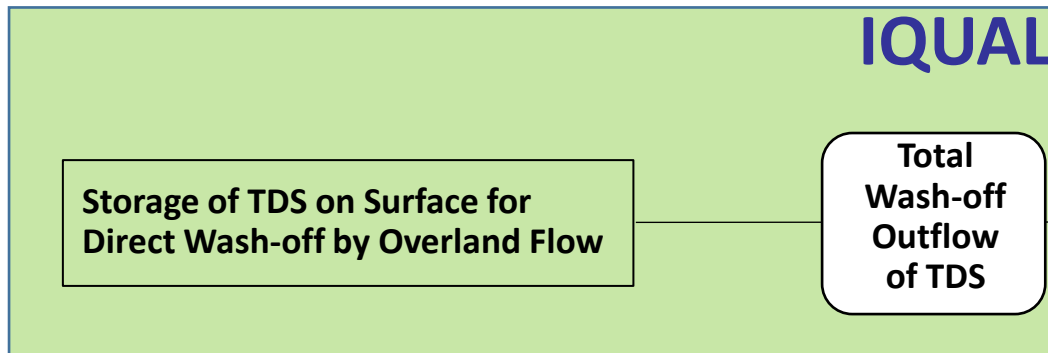 IQUAL
Storage of TDS on Surface for
Direct Wash-off by Overland Flow
Total
Wash-off
Outflow
of TDS